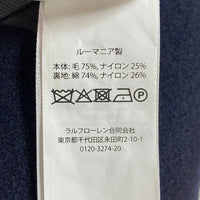 ルーマニア製
本体: 毛 75%, ナイロン 25%
裏地: 綿 74%, ナイロン 26%
ラルフローレン合同会社
東京都千代田区永田町2-10-1
0120-3274-20